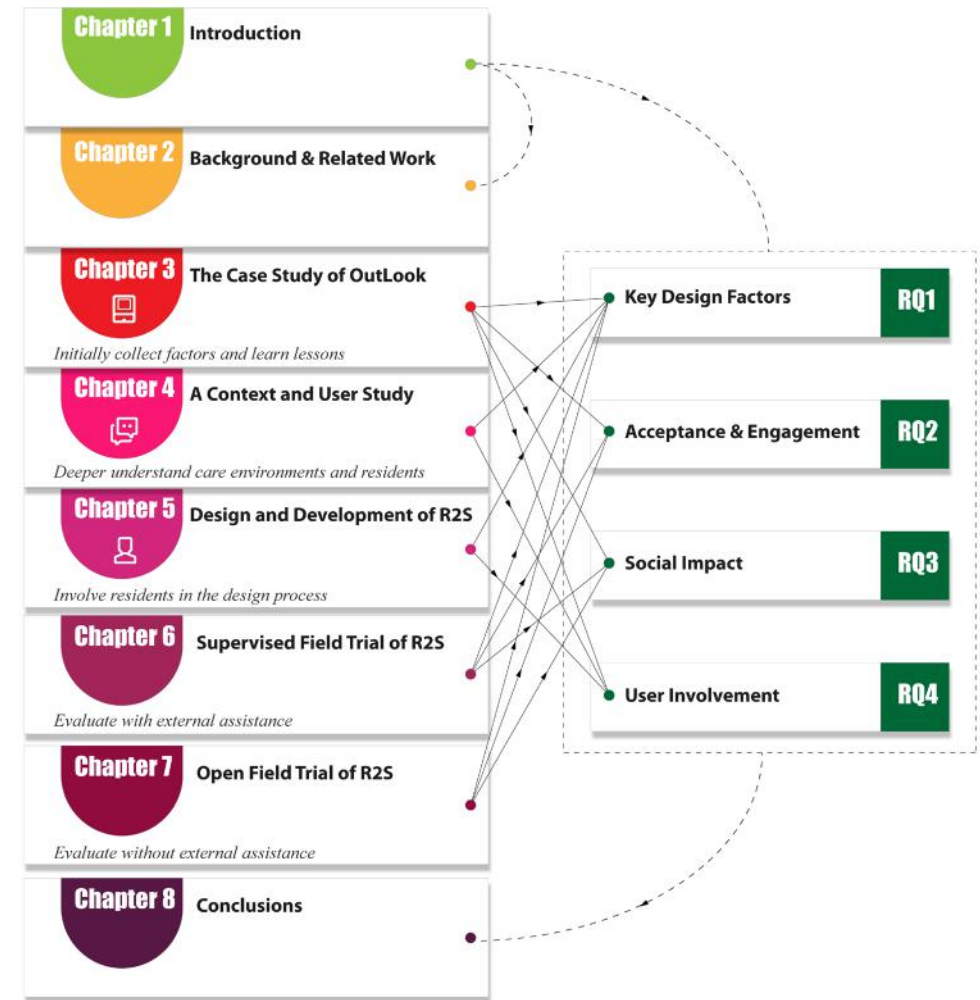 Chapter 1
Introduction
Chapter 2
Background & Related Work
Chapter 3
The Case Study of OutLook
Initially collect factors and learn lessons
Chapter 4
A Context and User Study
Deeper understand care environments and residents
Chapter 5
Design and Development of R2S
Involve residents in the design process
Chapter 6
Supervised Field Trial of R2S
Evaluate with external assistance
Chapter 7
Open Field Trial of R2S
Evaluate without external assistance
Chapter 8
Conclusions
Key Design Factors
RQ1
Acceptance & Engagement
RQ2
Social Impact
RQ3
User Involvement
RQ4